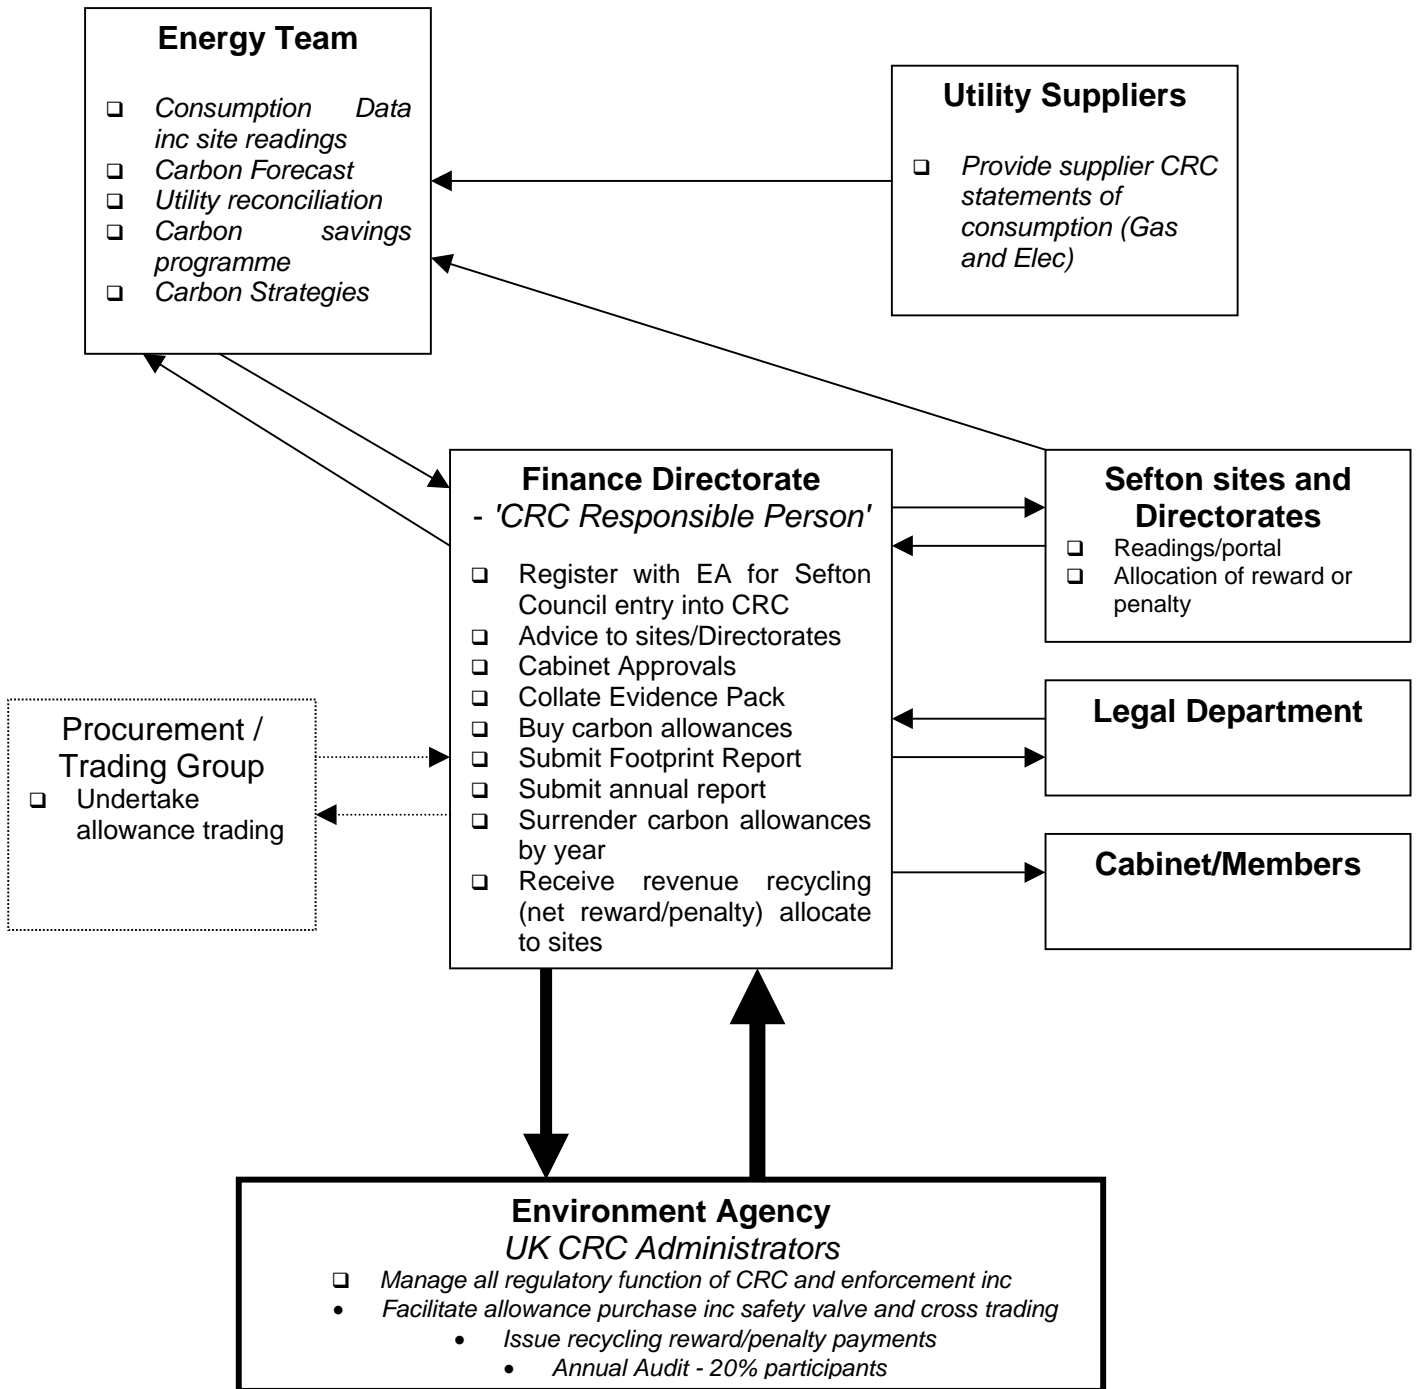 Energy Team
❑ Consumption Data
inc site readings
❑ Carbon Forecast
❑ Utility reconciliation
❑ Carbon savings
programme
❑ Carbon Strategies
Utility Suppliers
❑ Provide supplier CRC
statements of
consumption (Gas
and Elec)
Finance Directorate
- 'CRC Responsible Person'
❑ Register with EA for Sefton
Council entry into CRC
❑ Advice to sites/Directorates
❑ Cabinet Approvals
❑ Collate Evidence Pack
❑ Buy carbon allowances
❑ Submit Footprint Report
❑ Submit annual report
❑ Surrender carbon allowances
by year
❑ Receive revenue recycling
(net reward/penalty) allocate
to sites
Sefton sites and
Directorates
❑ Readings/portal
❑ Allocation of reward or
penalty
Procurement /
Trading Group
❑ Undertake
allowance trading
Legal Department
Cabinet/Members
Environment Agency
UK CRC Administrators
❑ Manage all regulatory function of CRC and enforcement inc
• Facilitate allowance purchase inc safety valve and cross trading
• Issue recycling reward/penalty payments
• Annual Audit - 20% participants